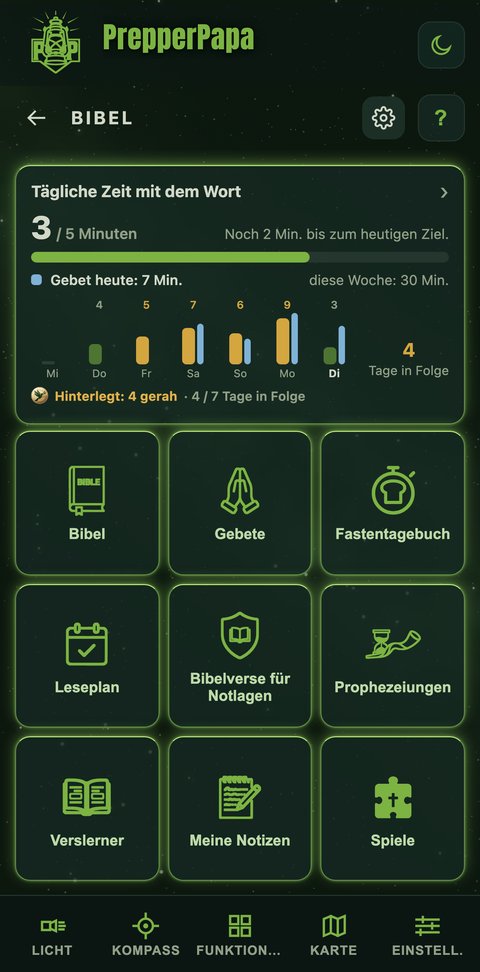 PrepperPapa
BIBEL
?
Tägliche Zeit mit dem Wort
3 / 5 Minuten
Noch 2 Min. bis zum heutigen Ziel.
Gebet heute: 7 Min.
diese Woche: 30 Min.
4 5 7 6 9 3
Mi Do Fr Sa So Mo Di
4
Tage in Folge
Hinterlegt: 4 gerah · 4 / 7 Tage in Folge
BIBLE
Bibel
Gebete
Fastentagebuch
Leseplan
Bibelverse für
Notlagen
Prophezeiungen
Verslerner
Meine Notizen
Spiele
LICHT
KOMPASS
FUNKTION...
KARTE
EINSTELL.